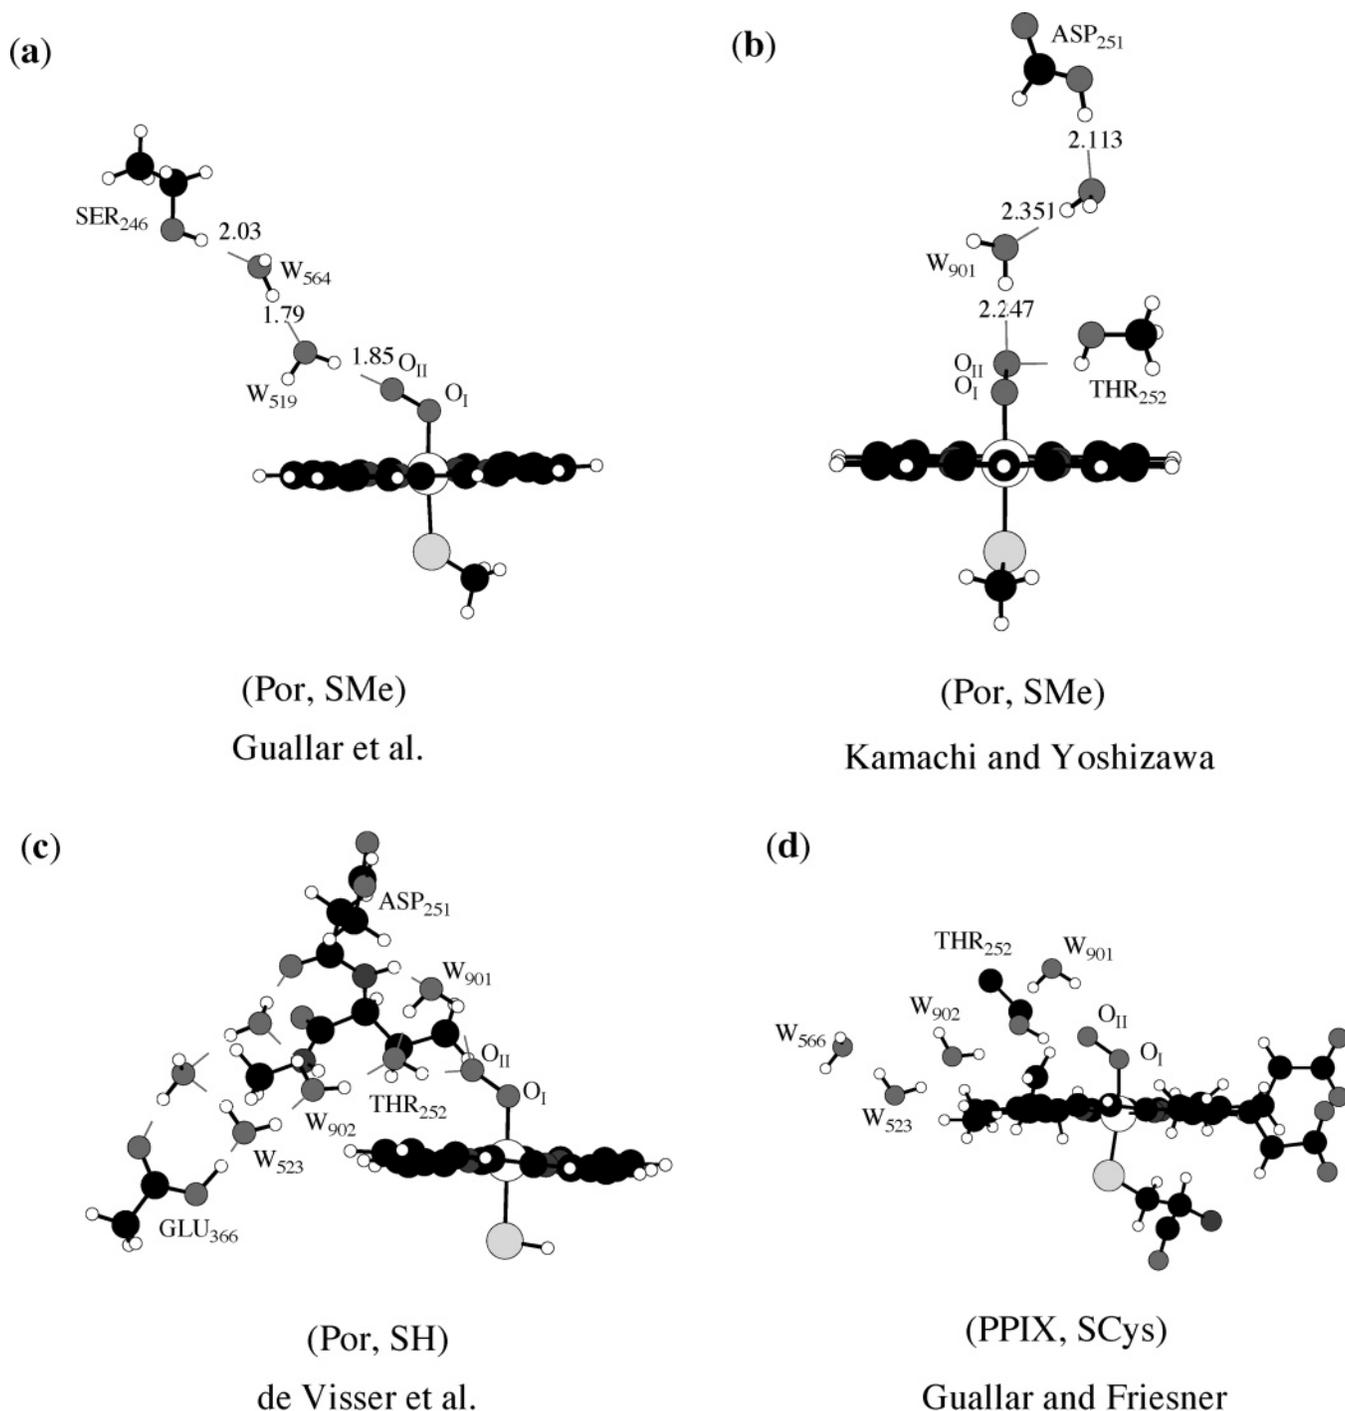 (a)
SER246
2.03
W564
1.79
1.85
OII
OI
W519
(Por, SMe)
Guallar et al.
(b)
ASP251
2.113
2.351
W901
2.247
OII
OI
THR252
(Por, SMe)
Kamachi and Yoshizawa
(c)
ASP251
W901
OII
OI
THR252
W902
W523
GLU366
(Por, SH)
de Visser et al.
(d)
THR252
W901
W902
OII
W566
OI
W523
(PPIX, SCys)
Guallar and Friesner